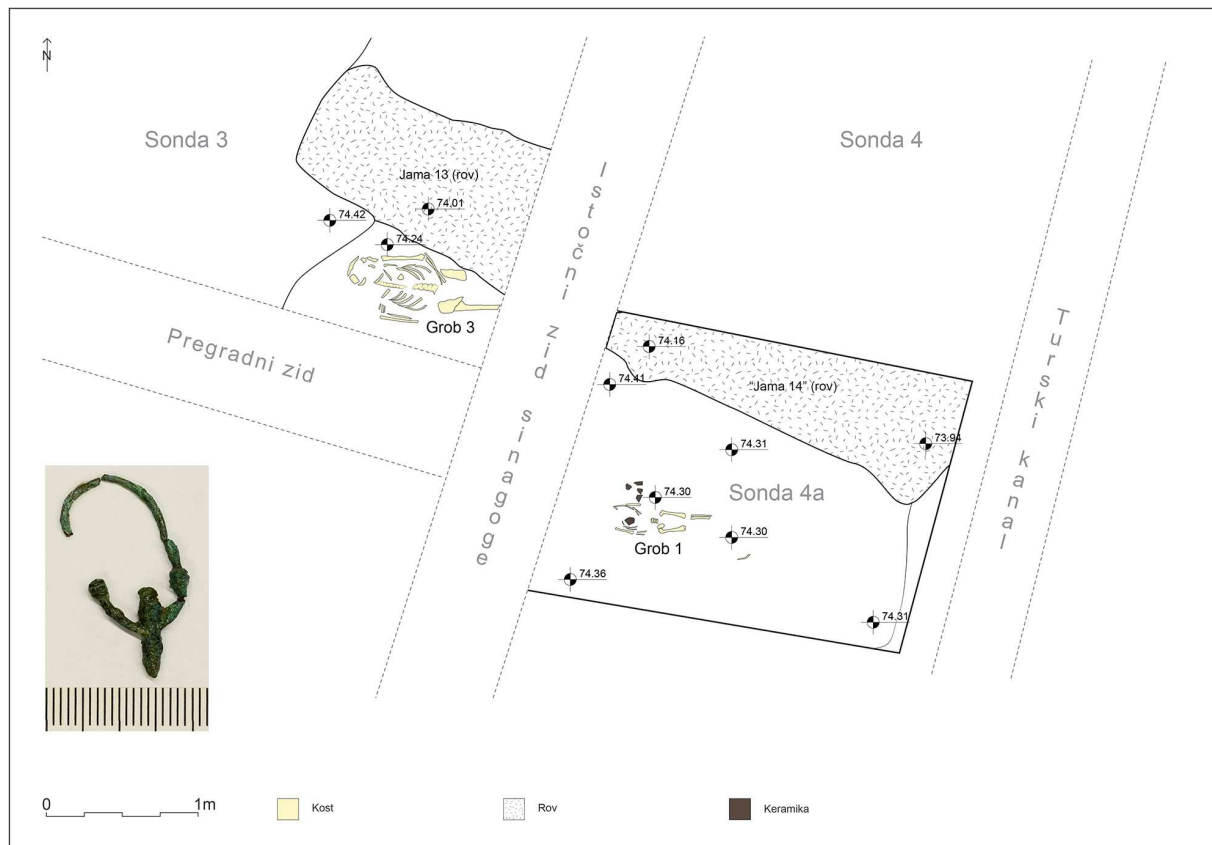 N
Sonda 3
Sonda 4
Jama 13 (rov)
74.01
74.42
74.24
Grob 3
Pregradni zid
Istočni zid sinagoge
Turski kanal
74.16
74.41
"Jama 14" (rov)
73.94
74.31
74.30
Sonda 4a
74.30
Grob 1
74.36
74.31
0
1m
Kost
Rov
Keramika